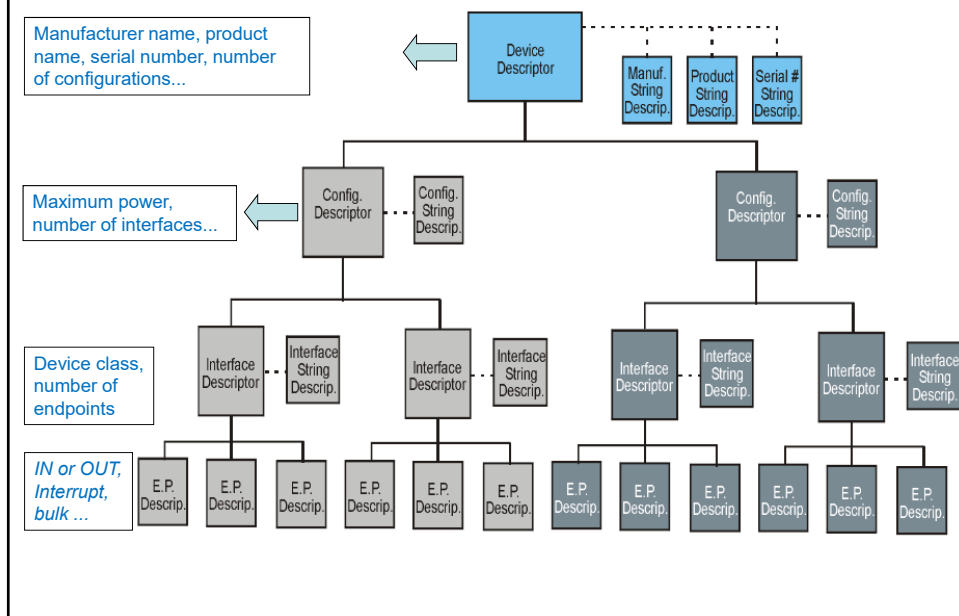 Manufacturer name, product
name, serial number, number
of configurations...
Device
Descriptor
Manuf.
String
Descrip.
Product
String
Descrip.
Serial #
String
Descrip.
Maximum power,
number of interfaces...
Config.
Descriptor
Config.
String
Descrip.
Config.
Descriptor
Config.
String
Descrip.
Device class,
number of
endpoints
Interface
Descriptor
Interface
String
Descrip.
Interface
Descriptor
Interface
String
Descrip.
Interface
Descriptor
Interface
String
Descrip.
Interface
Descriptor
Interface
String
Descrip.
IN or OUT,
Interrupt,
bulk ...
E.P.
Descrip.
E.P.
Descrip.
E.P.
Descrip.
E.P.
Descrip.
E.P.
Descrip.
E.P.
Descrip.
E.P.
Descrip.
E.P.
Descrip.
E.P.
Descrip.
E.P.
Descrip.
E.P.
Descrip.
E.P.
Descrip.